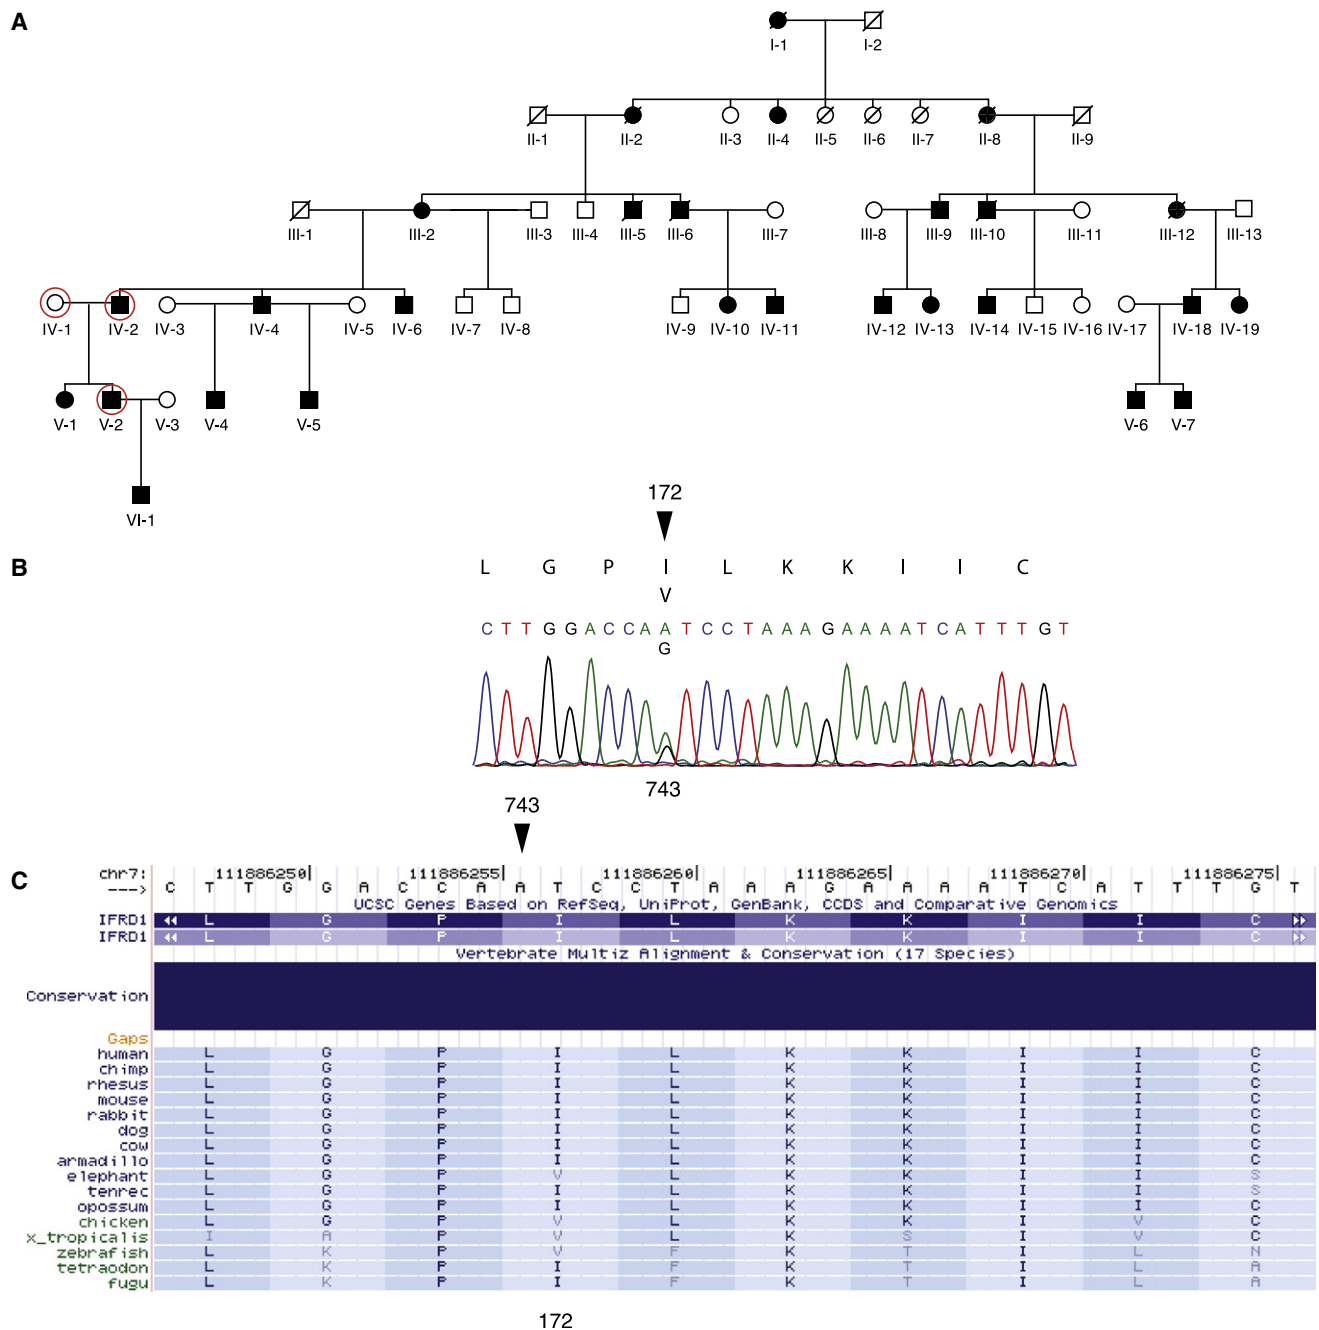 A
I-1 I-2
II-1 II-2 II-3 II-4 II-5 II-6 II-7 II-8 II-9
III-1 III-2 III-3 III-4 III-5 III-6 III-7 III-8 III-9 III-10 III-11 III-12 III-13
IV-1 IV-2 IV-3 IV-4 IV-5 IV-6 IV-7 IV-8 IV-9 IV-10 IV-11 IV-12 IV-13 IV-14 IV-15 IV-16 IV-17 IV-18 IV-19
V-1 V-2 V-3 V-4 V-5 V-6 V-7
VI-1
172
B
L G P I L K K I I C
V
C T T G G A C C A A T C C T A A A G A A A A T C A T T T G T
G
743
743
C
chr7: 111886250| 111886255| 111886260| 111886265| 111886270| 111886275|
---> C T T G G A C C A A T C C T A A A G A A A A T C A T T T G T
UCSC Genes Based on RefSeq, UniProt, GenBank, CCDS and Comparative Genomics
IFRD1 L G P I L K K I I C
IFRD1 L G P I L K K I I C
Vertebrate Multiz Alignment & Conservation (17 Species)
Conservation
Gaps
human L G P I L K K I I C
chimp L G P I L K K I I C
rhesus L G P I L K K I I C
mouse L G P I L K K I I C
rabbit L G P I L K K I I C
dog L G P I L K K I I C
cow L G P I L K K I I C
armadillo L G P I L K K I I C
elephant L G P V L K K I I S
tenrec L G P I L K K I I S
opossum L G P I L K K I I C
chicken L G P V L K K I V C
x_tropicalis I A P V L K S I V C
zebrafish L K P V F K T I L N
tetraodon L K P I F K T I L A
fugu L K P I F K T I L A
172